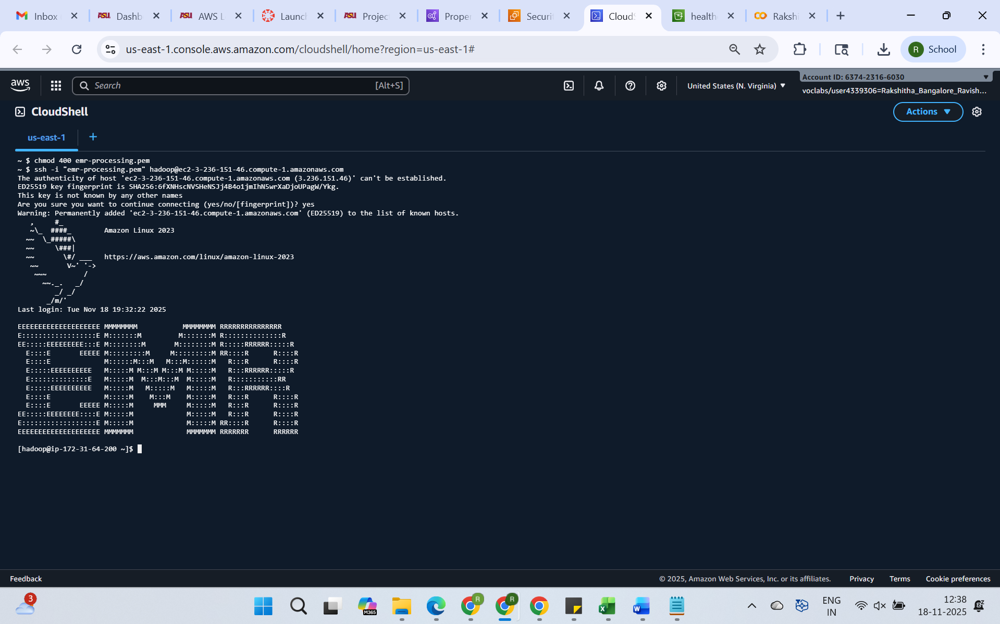 Inbox
Dashb
AWS L
Launch
Projec
Proper
Securi
CloudS
health
Rakshi
us-east-1.console.aws.amazon.com/cloudshell/home?region=us-east-1#
R School
aws
Search [Alt+S]
United States (N. Virginia) ▼
Account ID: 6374-2316-6030
voclabs/user4339306=Rakshitha_Bangalore_Ravish...
CloudShell
Actions ▼
us-east-1 +
~ $ chmod 400 emr-processing.pem
~ $ ssh -i "emr-processing.pem" hadoop@ec2-3-236-151-46.compute-1.amazonaws.com
The authenticity of host 'ec2-3-236-151-46.compute-1.amazonaws.com (3.236.151.46)' can't be established.
ED25519 key fingerprint is SHA256:6fXNHscNVSHeNSJj4B4o1jmIhN5wrXaDjoUPagW/Ykg.
This key is not known by any other names
Are you sure you want to continue connecting (yes/no/[fingerprint])? yes
Warning: Permanently added 'ec2-3-236-151-46.compute-1.amazonaws.com' (ED25519) to the list of known hosts.
   ,     #_
   ~\_  ####_        Amazon Linux 2023
  ~~  \_#####\
  ~~     \###|
  ~~       \#/ ___   https://aws.amazon.com/linux/amazon-linux-2023
   ~~       V~' '->
    ~~~         /
      ~~._.   _/
         _/ _/
       _/m/'
Last login: Tue Nov 18 19:32:22 2025
EEEEEEEEEEEEEEEEEEEE MMMMMMMM           MMMMMMMM RRRRRRRRRRRRRRR
E::::::::::::::::::E M:::::::M         M:::::::M R::::::::::::::R
EE:::::EEEEEEEEE:::E M::::::::M       M::::::::M R:::::RRRRRR:::::R
  E::::E       EEEEE M:::::::::M     M:::::::::M RR::::R      R::::R
  E::::E             M::::::M:::M   M:::M::::::M   R:::R      R::::R
  E:::::EEEEEEEEEE   M:::::M M:::M M:::M M:::::M   R:::RRRRRR:::::R
  E::::::::::::::E   M:::::M  M:::M:::M  M:::::M   R:::::::::::RR
  E:::::EEEEEEEEEE   M:::::M   M:::::M   M:::::M   R:::RRRRRR::::R
  E::::E             M:::::M    M:::M    M:::::M   R:::R      R::::R
  E::::E       EEEEE M:::::M     MMM     M:::::M   R:::R      R::::R
EE:::::EEEEEEEE::::E M:::::M             M:::::M   R:::R      R::::R
E::::::::::::::::::E M:::::M             M:::::M RR::::R      R::::R
EEEEEEEEEEEEEEEEEEEE MMMMMMM             MMMMMMM RRRRRRR      RRRRRR
[hadoop@ip-172-31-64-200 ~]$
Feedback
© 2025, Amazon Web Services, Inc. or its affiliates. Privacy Terms Cookie preferences
3
M365
R
R
ENG
IN
12:38
18-11-2025